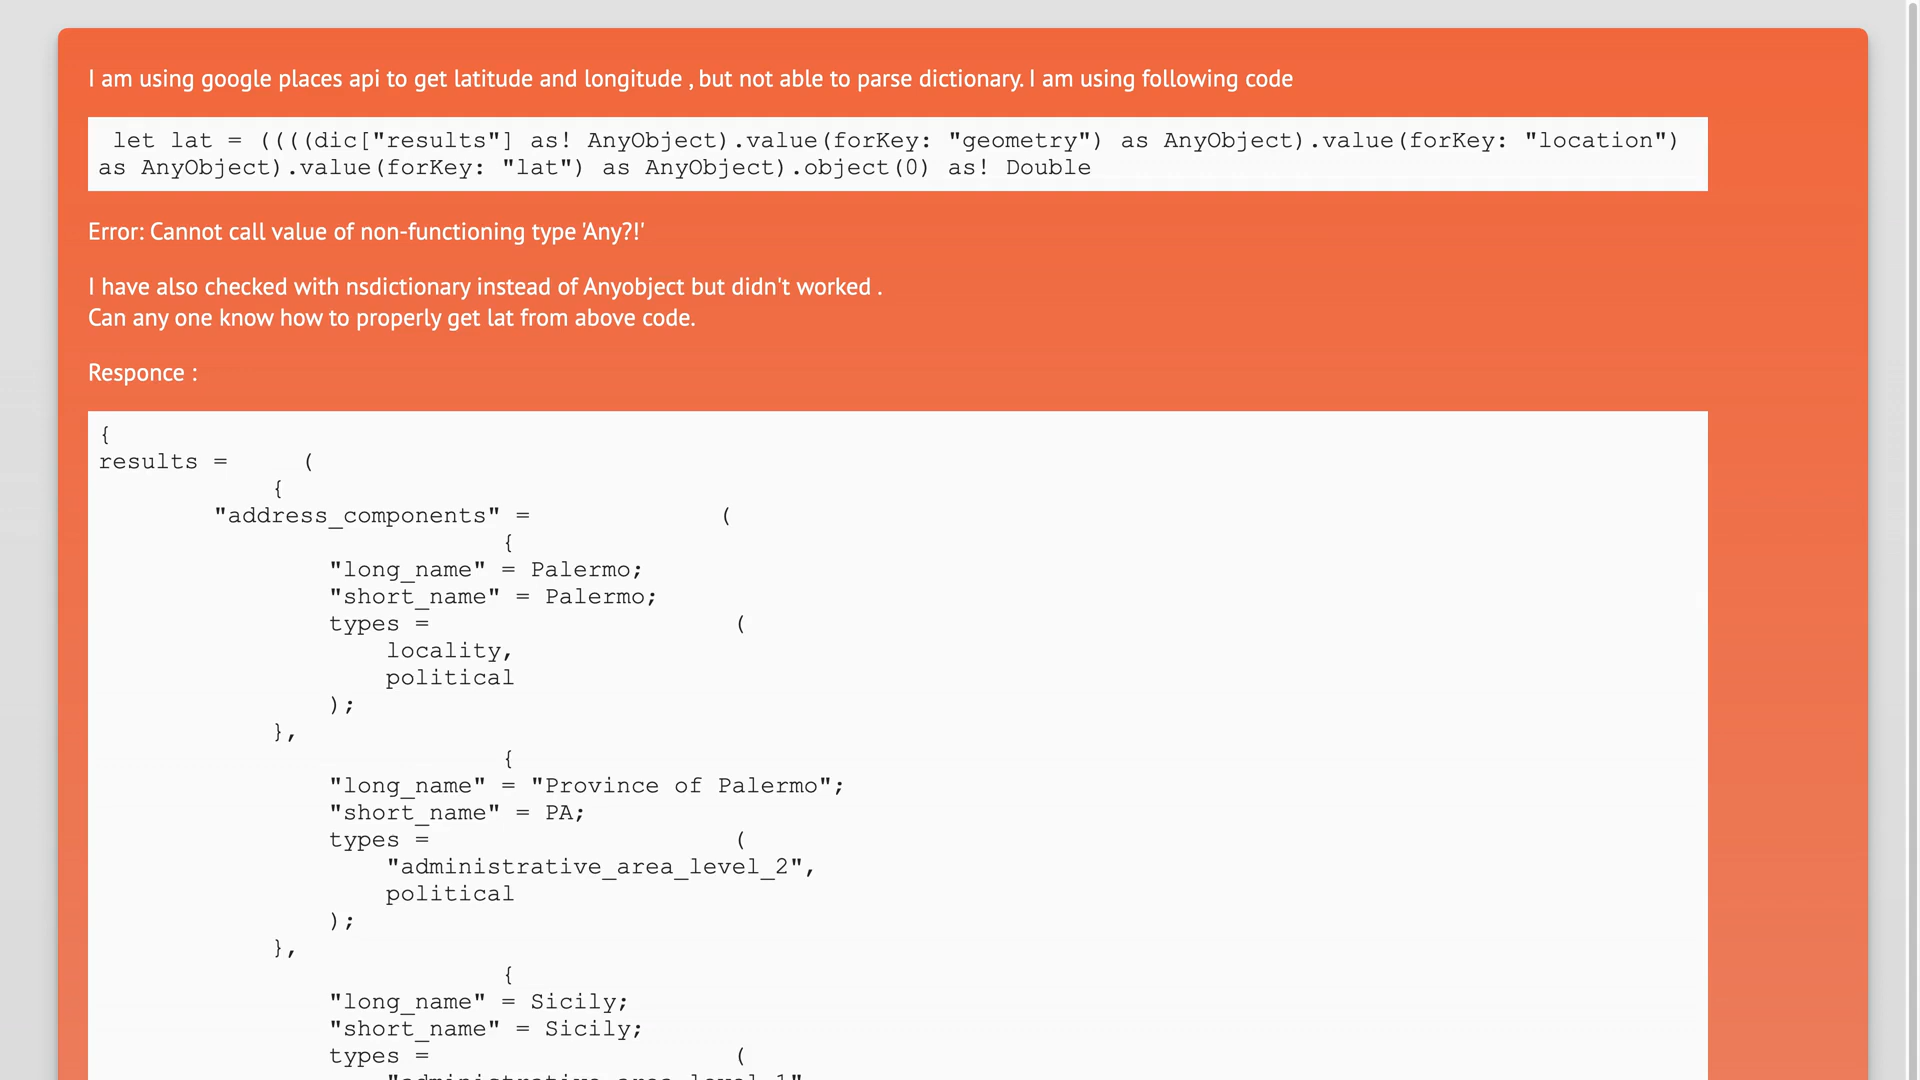 I am using google places api to get latitude and longitude , but not able to parse dictionary. I am using following code
let lat = ((((dic["results"] as! AnyObject).value(forKey: "geometry") as AnyObject).value(forKey: "location")
as AnyObject).value(forKey: "lat") as AnyObject).object(0) as! Double
Error: Cannot call value of non-functioning type 'Any?!'
I have also checked with nsdictionary instead of Anyobject but didn't worked .
Can any one know how to properly get lat from above code.
Responce :
{
results =     (
{
"address_components" =             (
{
"long_name" = Palermo;
"short_name" = Palermo;
types =                     (
locality,
political
);
},
{
"long_name" = "Province of Palermo";
"short_name" = PA;
types =                     (
"administrative_area_level_2",
political
);
},
{
"long_name" = Sicily;
"short_name" = Sicily;
types =                     (
"administrative_area_level_1"